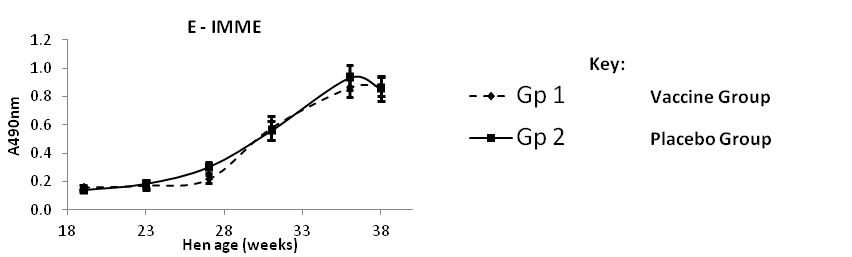 E - IMME
1.2
1.0
0.8
0.6
0.4
0.2
0.0
A490nm
18 23 28 33 38
Hen age (weeks)
Key:
Gp 1 Vaccine Group
Gp 2 Placebo Group